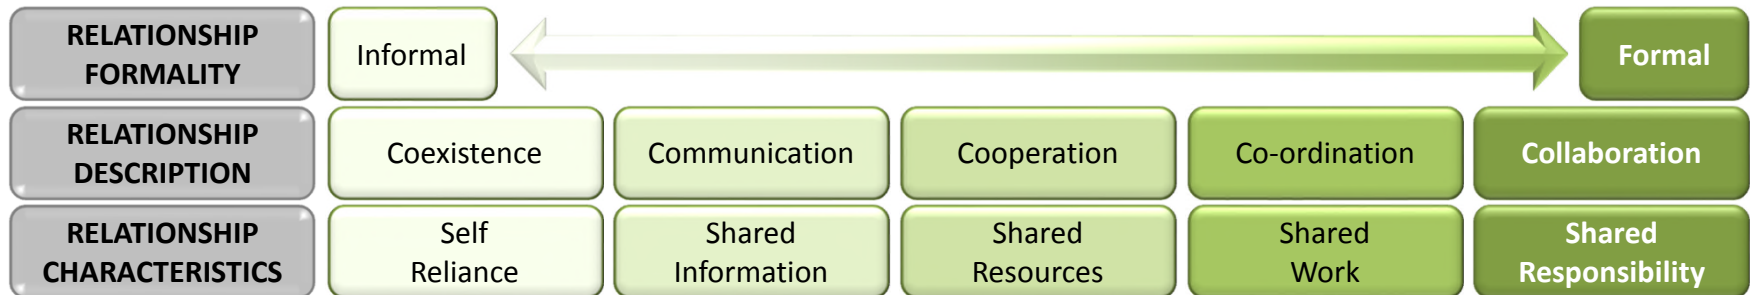 RELATIONSHIP
FORMALITY
Informal
Formal
RELATIONSHIP
DESCRIPTION
Coexistence
Communication
Cooperation
Co-ordination
Collaboration
RELATIONSHIP
CHARACTERISTICS
Self
Reliance
Shared
Information
Shared
Resources
Shared
Work
Shared
Responsibility